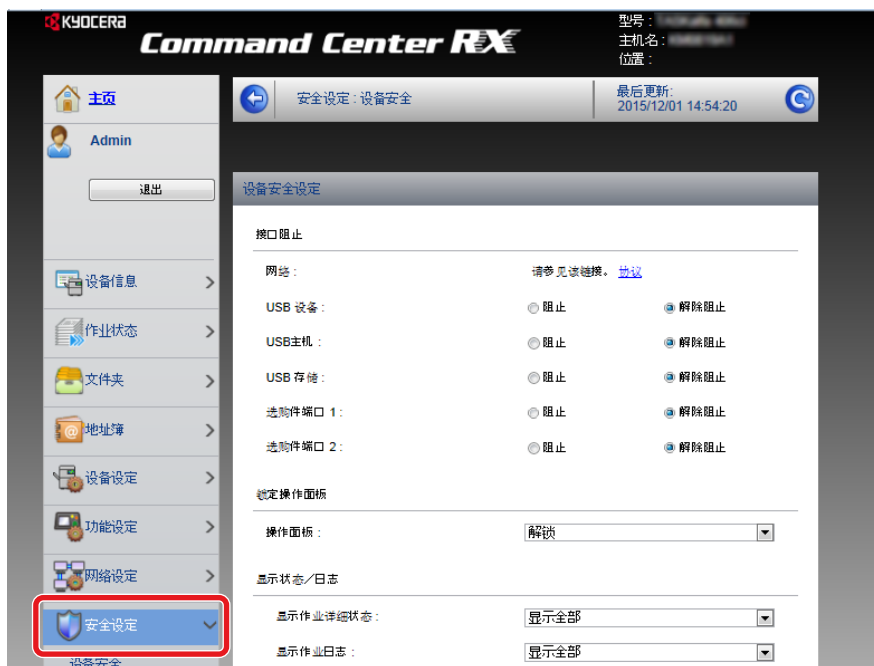 KYOCERA
Command Center RX
型号 :
主机名 :
位置 :
主页
Admin
退出
安全设定 : 设备安全
最后更新:
2015/12/01 14:54:20
设备信息
作业状态
文件夹
地址簿
设备设定
功能设定
网络设定
安全设定
设备安全
设备安全设定
接口阻止
网络 : 请参见该链接。 协议
USB 设备 : 阻止 解除阻止
USB主机 : 阻止 解除阻止
USB 存储 : 阻止 解除阻止
选购件端口 1 : 阻止 解除阻止
选购件端口 2 : 阻止 解除阻止
锁定操作面板
操作面板 : 解锁
显示状态／日志
显示作业详细状态 : 显示全部
显示作业日志 : 显示全部